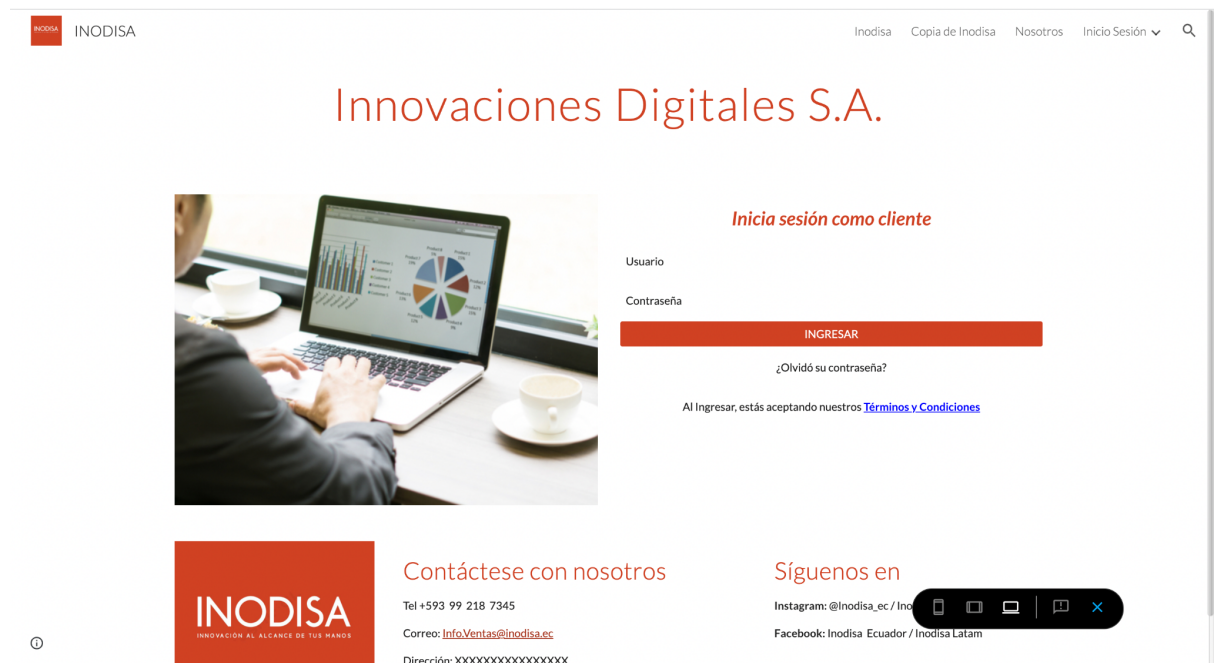 INODISA
INODISA
Inodisa
Copia de Inodisa
Nosotros
Inicio Sesión
Innovaciones Digitales S.A.
Inicia sesión como cliente
Usuario
Contraseña
INGRESAR
¿Olvidó su contraseña?
Al Ingresar, estás aceptando nuestros Términos y Condiciones
INODISA
INNOVACIÓN AL ALCANCE DE TUS MANOS
Contáctese con nosotros
Tel +593 99 218 7345
Correo: Info.Ventas@inodisa.ec
Dirección: XXXXXXXXXXXXXXXX
Síguenos en
Instagram: @Inodisa_ec / Ino
Facebook: Inodisa Ecuador / Inodisa Latam